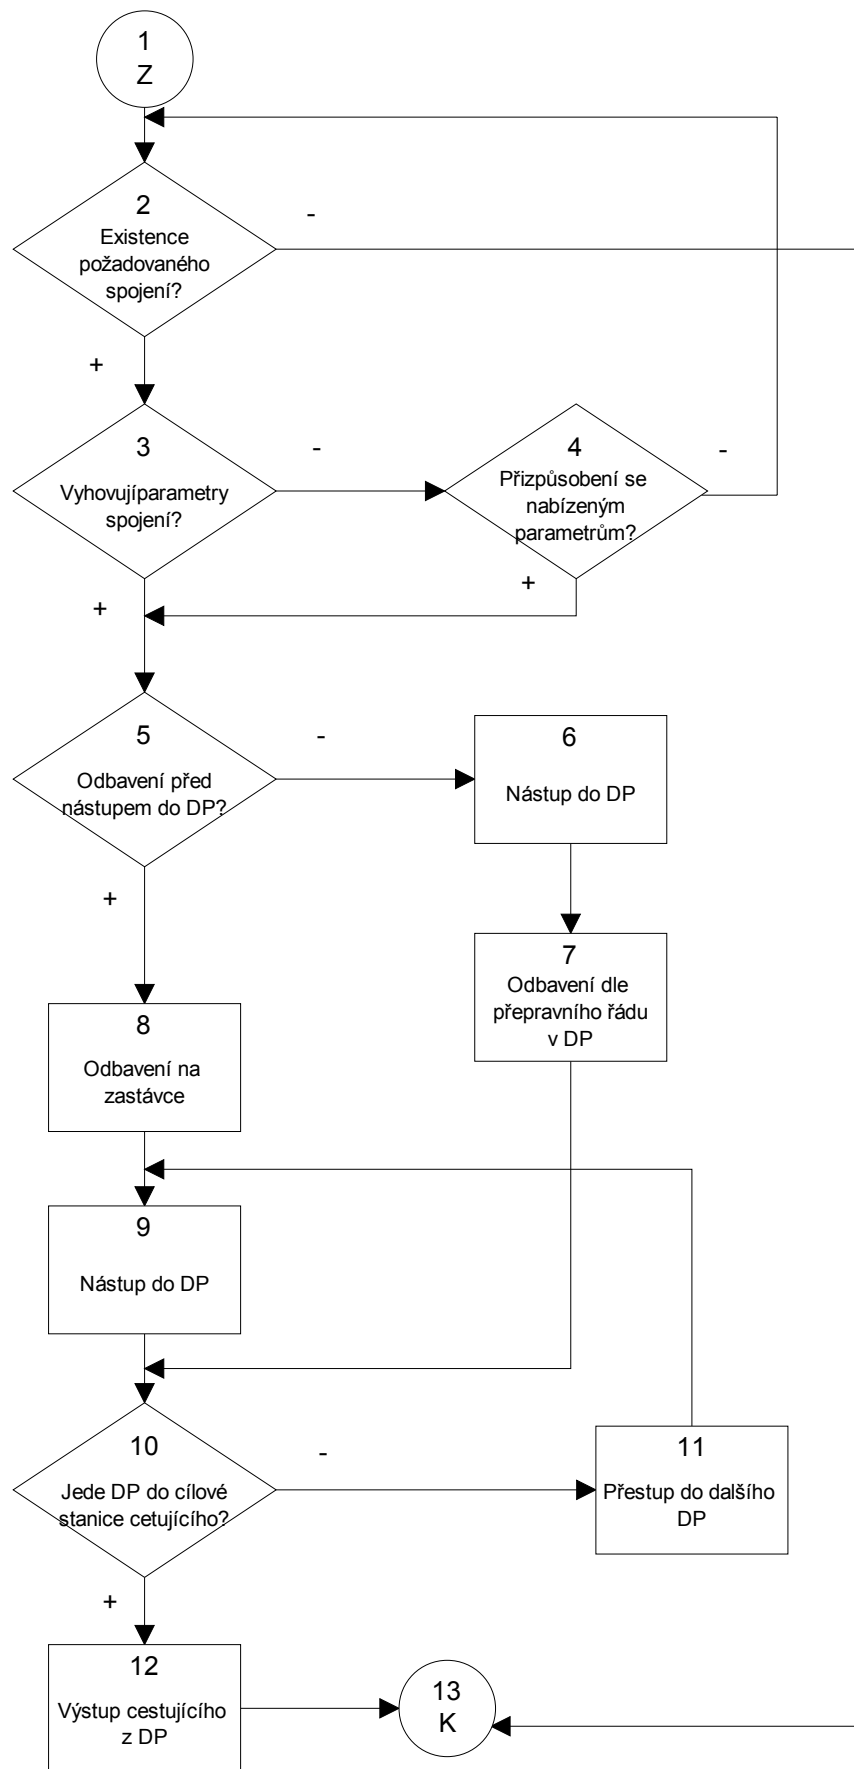 1
Z
2
Existence
požadovaného
spojení?
-
+
3
Vyhovujíparametry
spojení?
-
+
4
Přizpůsobení se
nabízeným
parametrům?
-
+
5
Odbavení před
nástupem do DP?
-
+
6
Nástup do DP
7
Odbavení dle
přepravního řádu
v DP
8
Odbavení na
zastávce
9
Nástup do DP
10
Jede DP do cílové
stanice cetujícího?
-
+
11
Přestup do dalšího
DP
12
Výstup cestujícího
z DP
13
K